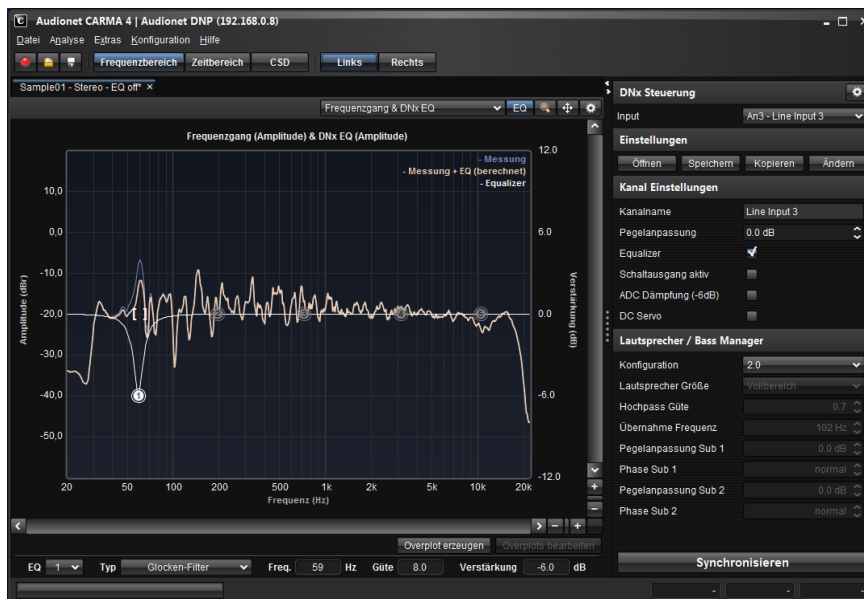 Audionet CARMA 4 | Audionet DNP (192.168.0.8)
Datei Analyse Extras Konfiguration Hilfe
Frequenzbereich Zeitbereich CSD Links Rechts
Sample01 - Stereo - EQ off* ×
Frequenzgang & DNx EQ EQ
Frequenzgang (Amplitude) & DNx EQ (Amplitude)
- Messung
- Messung + EQ (berechnet)
- Equalizer
Amplitude (dBr)
10,0
0,0
-10,0
-20,0
-30,0
-40,0
-50,0
12.0
6.0
0.0
-6.0
-12.0
Verstärkung (dB)
1 2 3 4 5
20 50 100 200 500 1k 2k 5k 10k 20k
Frequenz (Hz)
Overplot erzeugen Overplots bearbeiten
EQ 1 Typ Glocken-Filter Freq. 59 Hz Güte 8.0 Verstärkung -6.0 dB
DNx Steuerung
Input An3 - Line Input 3
Einstellungen
Öffnen Speichern Kopieren Ändern
Kanal Einstellungen
Kanalname Line Input 3
Pegelanpassung 0.0 dB
Equalizer
Schaltausgang aktiv
ADC Dämpfung (-6dB)
DC Servo
Lautsprecher / Bass Manager
Konfiguration 2.0
Lautsprecher Größe Vollbereich
Hochpass Güte 0.7
Übernahme Frequenz 102 Hz
Pegelanpassung Sub 1 0.0 dB
Phase Sub 1 normal
Pegelanpassung Sub 2 0.0 dB
Phase Sub 2 normal
Synchronisieren
- - -